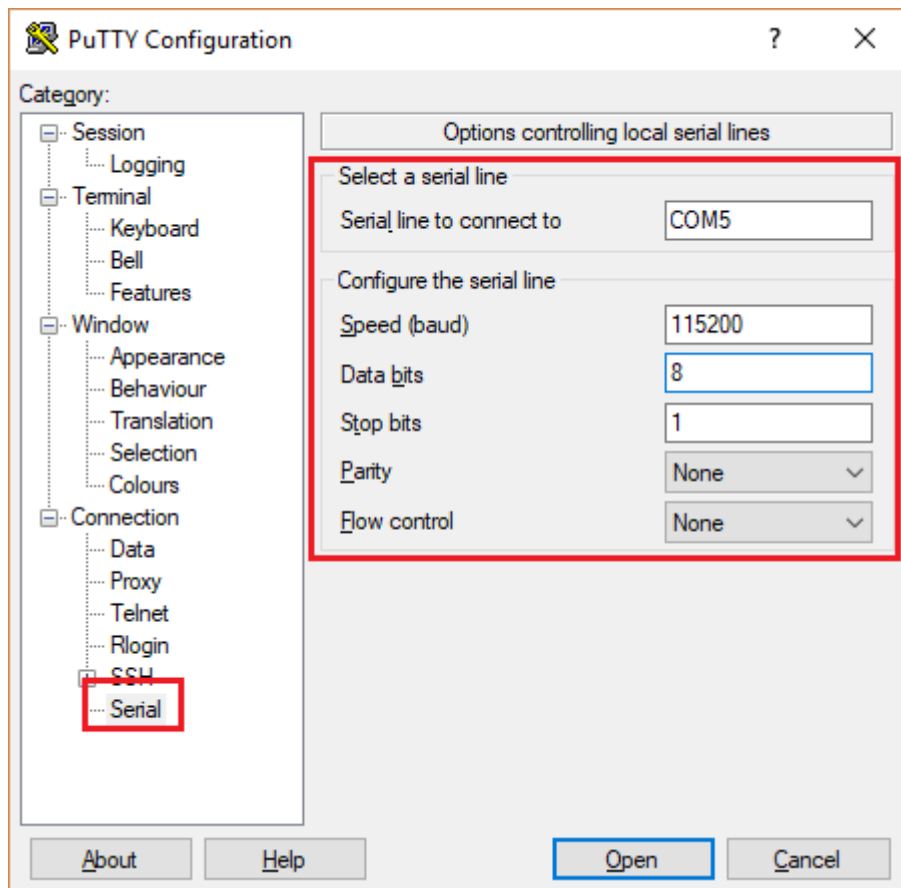 PuTTY Configuration ?
Category:
Session
Logging
Terminal
Keyboard
Bell
Features
Window
Appearance
Behaviour
Translation
Selection
Colours
Connection
Data
Proxy
Telnet
Rlogin
SSH
Serial
Options controlling local serial lines
Select a serial line
Serial line to connect to COM5
Configure the serial line
Speed (baud) 115200
Data bits 8
Stop bits 1
Parity None
Flow control None
About Help Open Cancel